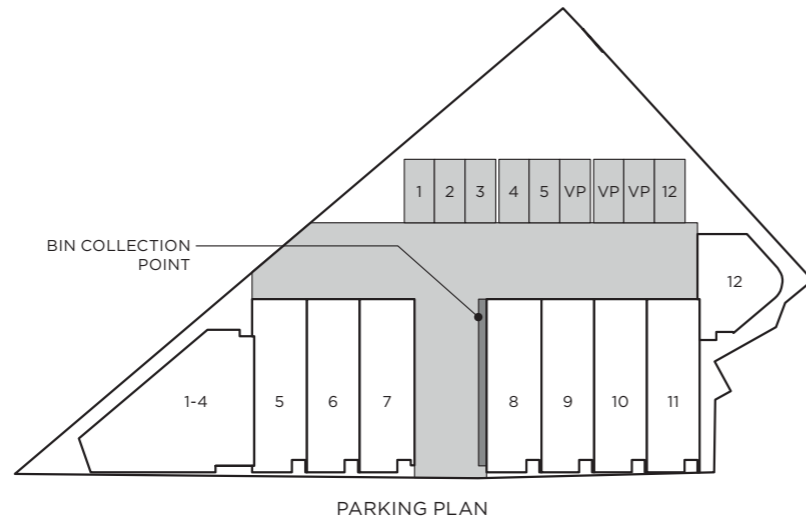 1 2 3 4 5 VP VP VP 12
BIN COLLECTION
POINT
12
1-4 5 6 7 8 9 10 11
PARKING PLAN